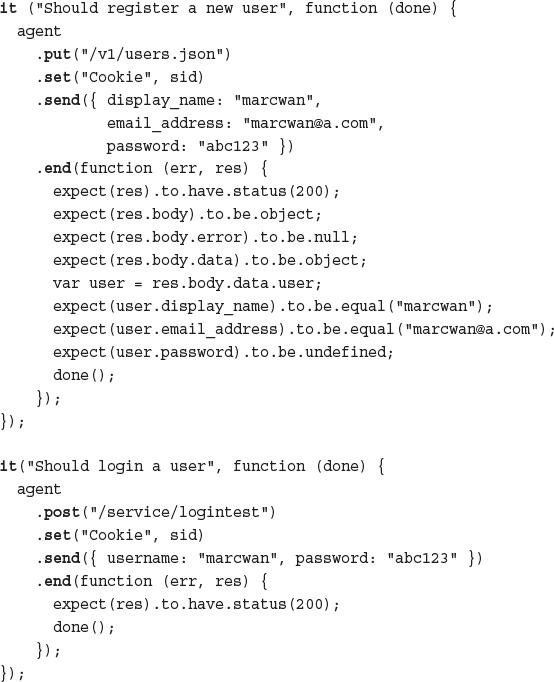 it ("Should register a new user", function (done) {
  agent
    .put("/v1/users.json")
    .set("Cookie", sid)
    .send({ display_name: "marcwan",
            email_address: "marcwan@a.com",
            password: "abc123" })
    .end(function (err, res) {
      expect(res).to.have.status(200);
      expect(res.body).to.be.object;
      expect(res.body.error).to.be.null;
      expect(res.body.data).to.be.object;
      var user = res.body.data.user;
      expect(user.display_name).to.be.equal("marcwan");
      expect(user.email_address).to.be.equal("marcwan@a.com");
      expect(user.password).to.be.undefined;
      done();
    });
});

it("Should login a user", function (done) {
  agent
    .post("/service/logintest")
    .set("Cookie", sid)
    .send({ username: "marcwan", password: "abc123" })
    .end(function (err, res) {
      expect(res).to.have.status(200);
      done();
    });
});